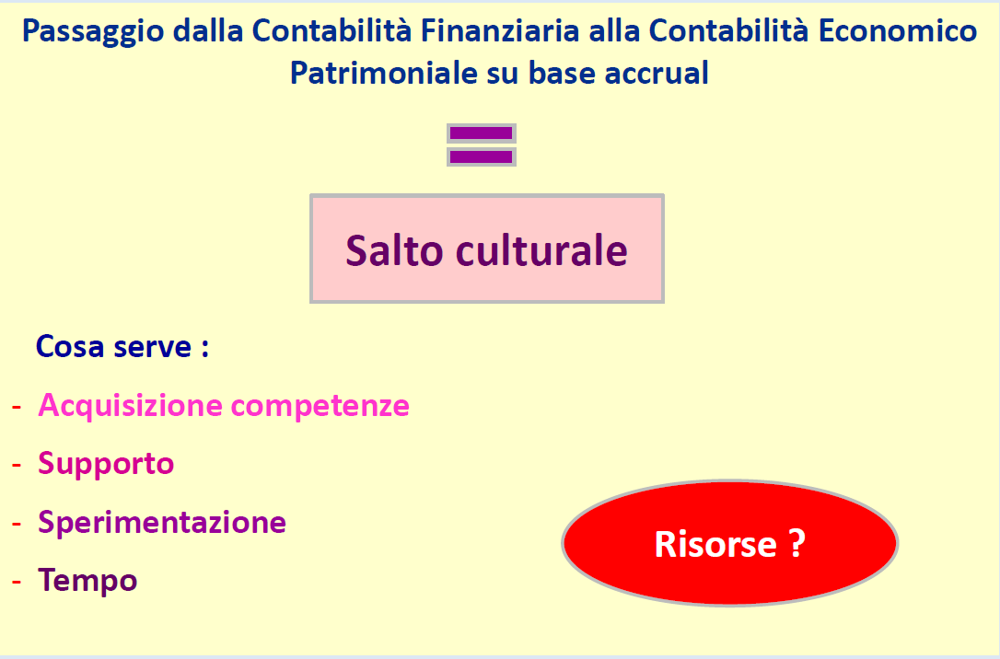 Passaggio dalla Contabilità Finanziaria alla Contabilità Economico
Patrimoniale su base accrual
Salto culturale
Cosa serve :
- Acquisizione competenze
- Supporto
- Sperimentazione
- Tempo
Risorse ?